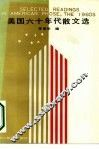 SELECTED READINGS
IN AMERICAN PROSE, THE 1960S
美国六十年代散文选
编